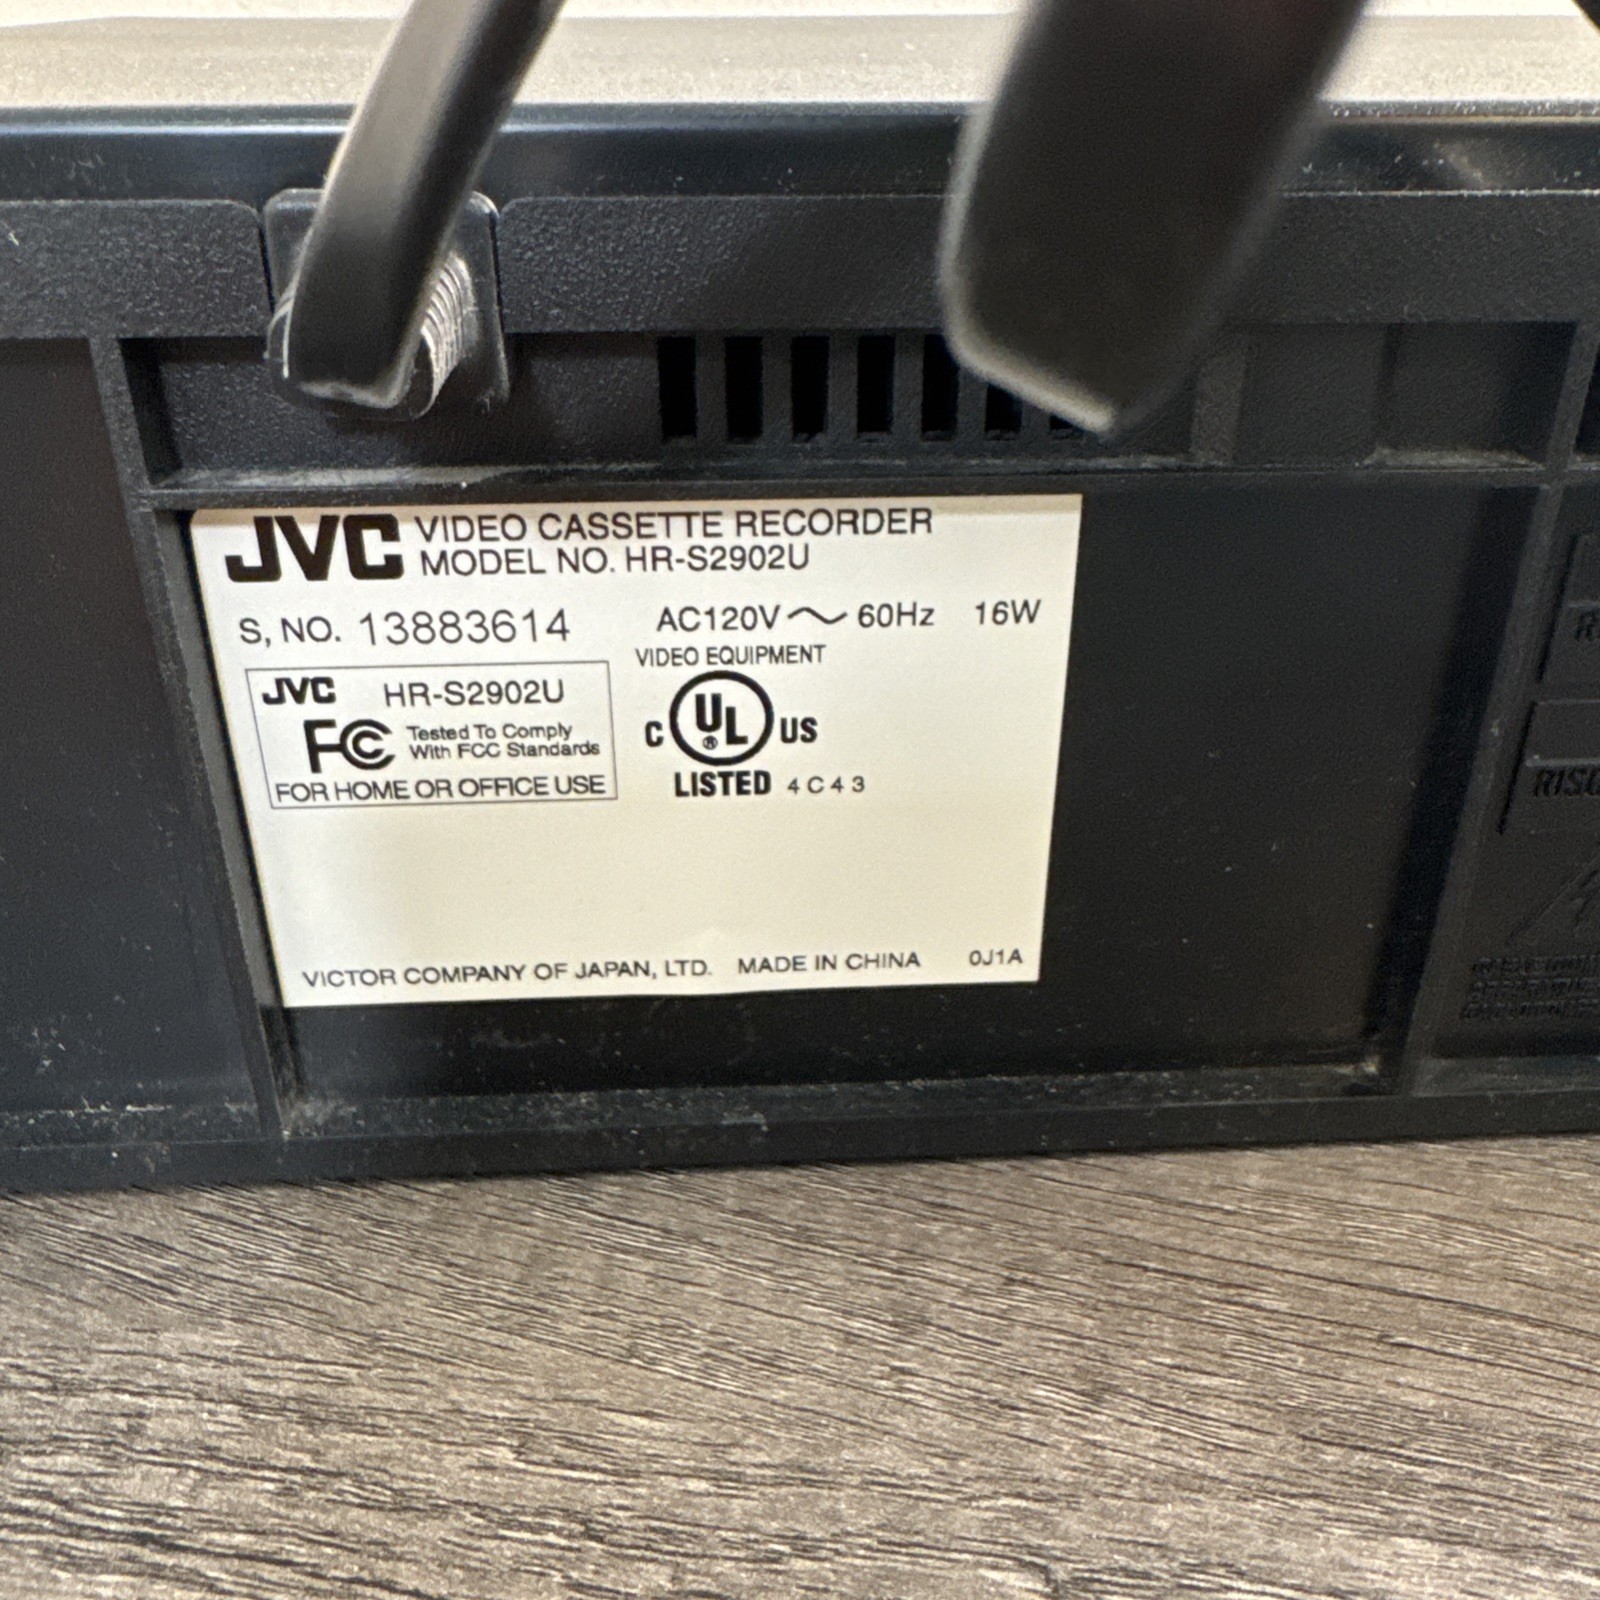 JVC VIDEO CASSETTE RECORDER
MODEL NO. HR-S2902U
S, NO. 13883614 AC120V～60Hz 16W
VIDEO EQUIPMENT
JVC HR-S2902U
FC Tested To Comply
With FCC Standards
FOR HOME OR OFFICE USE
C UL® US
LISTED 4C43
VICTOR COMPANY OF JAPAN, LTD. MADE IN CHINA 0J1A